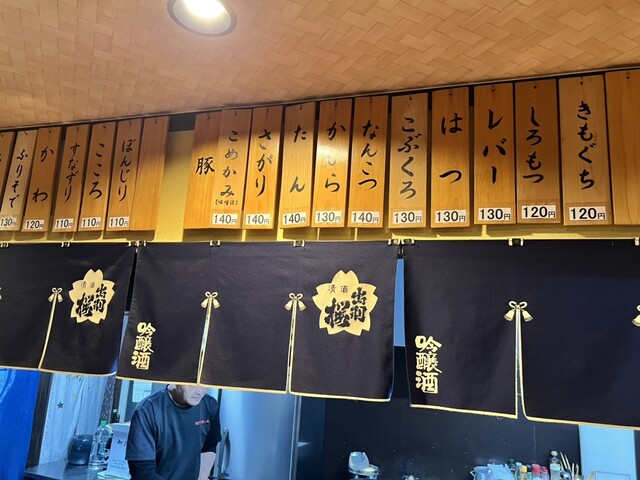 きもぐち
120円
しろもつ
120円
レバー
130円
はつ
130円
こぶくろ
130円
なんこつ
140円
かしら
130円
たん
140円
さがり
140円
こめかみ
【味噌漬】
140円
豚
ぼんじり
110円
こころ
110円
すなずり
110円
かわ
120円
ふりそで
130円
清酒
出羽桜
吟醸酒
清酒
出羽桜
吟醸酒